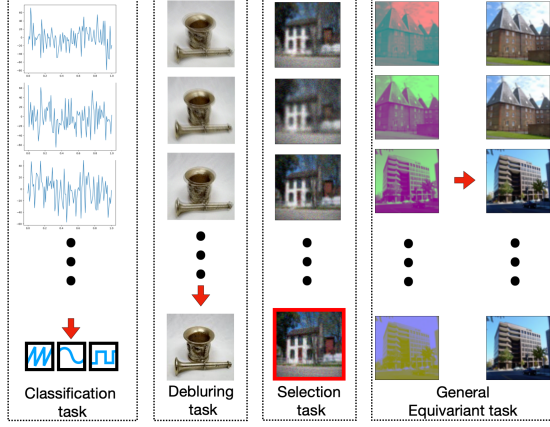 Classification
task
Debluring
task
Selection
task
General
Equivariant task